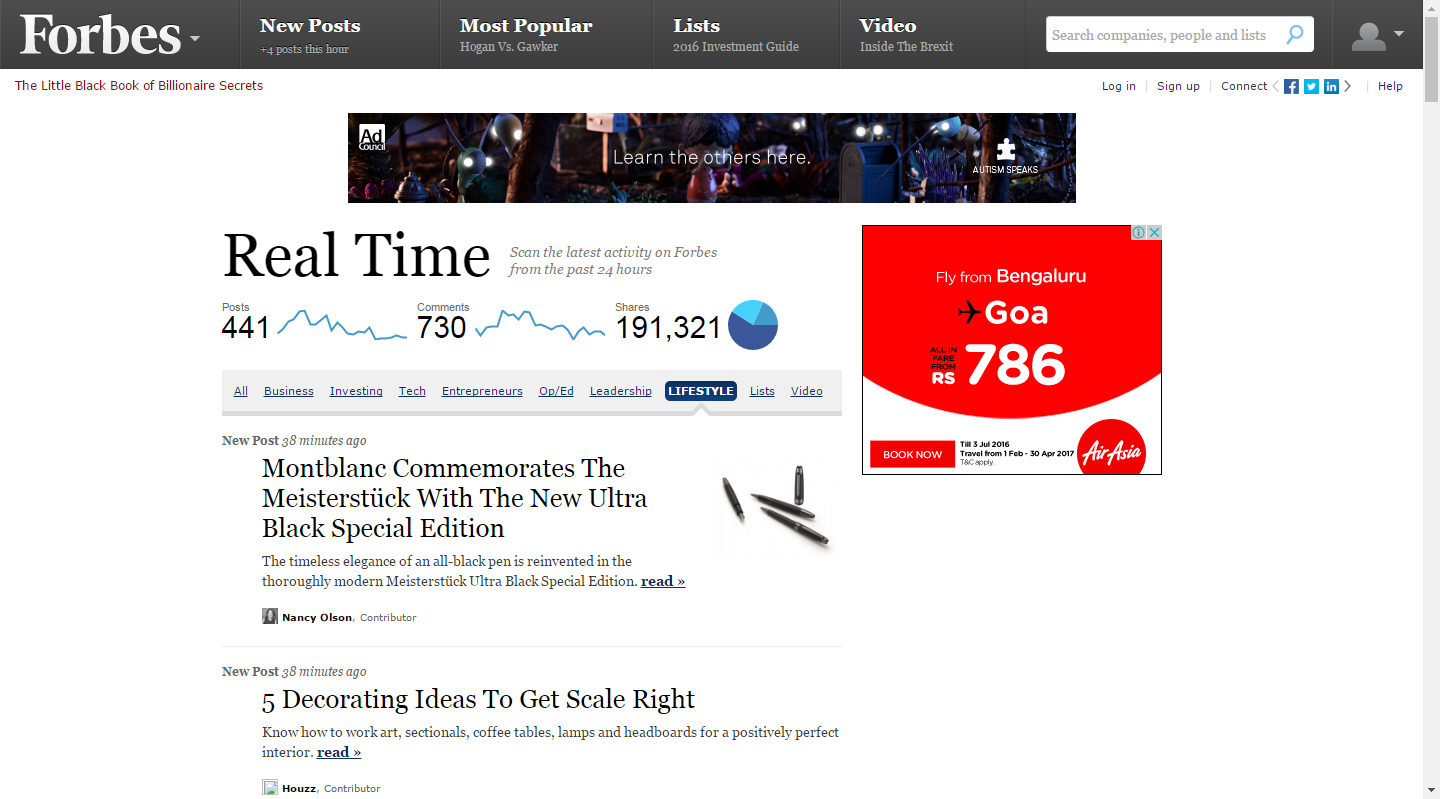 Forbes
New Posts
+4 posts this hour
Most Popular
Hogan Vs. Gawker
Lists
2016 Investment Guide
Video
Inside The Brexit
Search companies, people and lists
The Little Black Book of Billionaire Secrets
Log in
Sign up
Connect
Help
Ad
Council
Learn the others here.
AUTISM SPEAKS
Real Time
Scan the latest activity on Forbes
from the past 24 hours
Posts
441
Comments
730
Shares
191,321
All Business Investing Tech Entrepreneurs Op/Ed Leadership LIFESTYLE Lists Video
New Post 38 minutes ago
Montblanc Commemorates The
Meisterstück With The New Ultra
Black Special Edition
The timeless elegance of an all-black pen is reinvented in the
thoroughly modern Meisterstück Ultra Black Special Edition. read »
Nancy Olson, Contributor
New Post 38 minutes ago
5 Decorating Ideas To Get Scale Right
Know how to work art, sectionals, coffee tables, lamps and headboards for a positively perfect
interior. read »
Houzz, Contributor
Fly from Bengaluru
Goa
ALL IN
FARE
FROM
RS 786
BOOK NOW
Till 3 Jul 2016
Travel from 1 Feb - 30 Apr 2017
T&C apply.
AirAsia